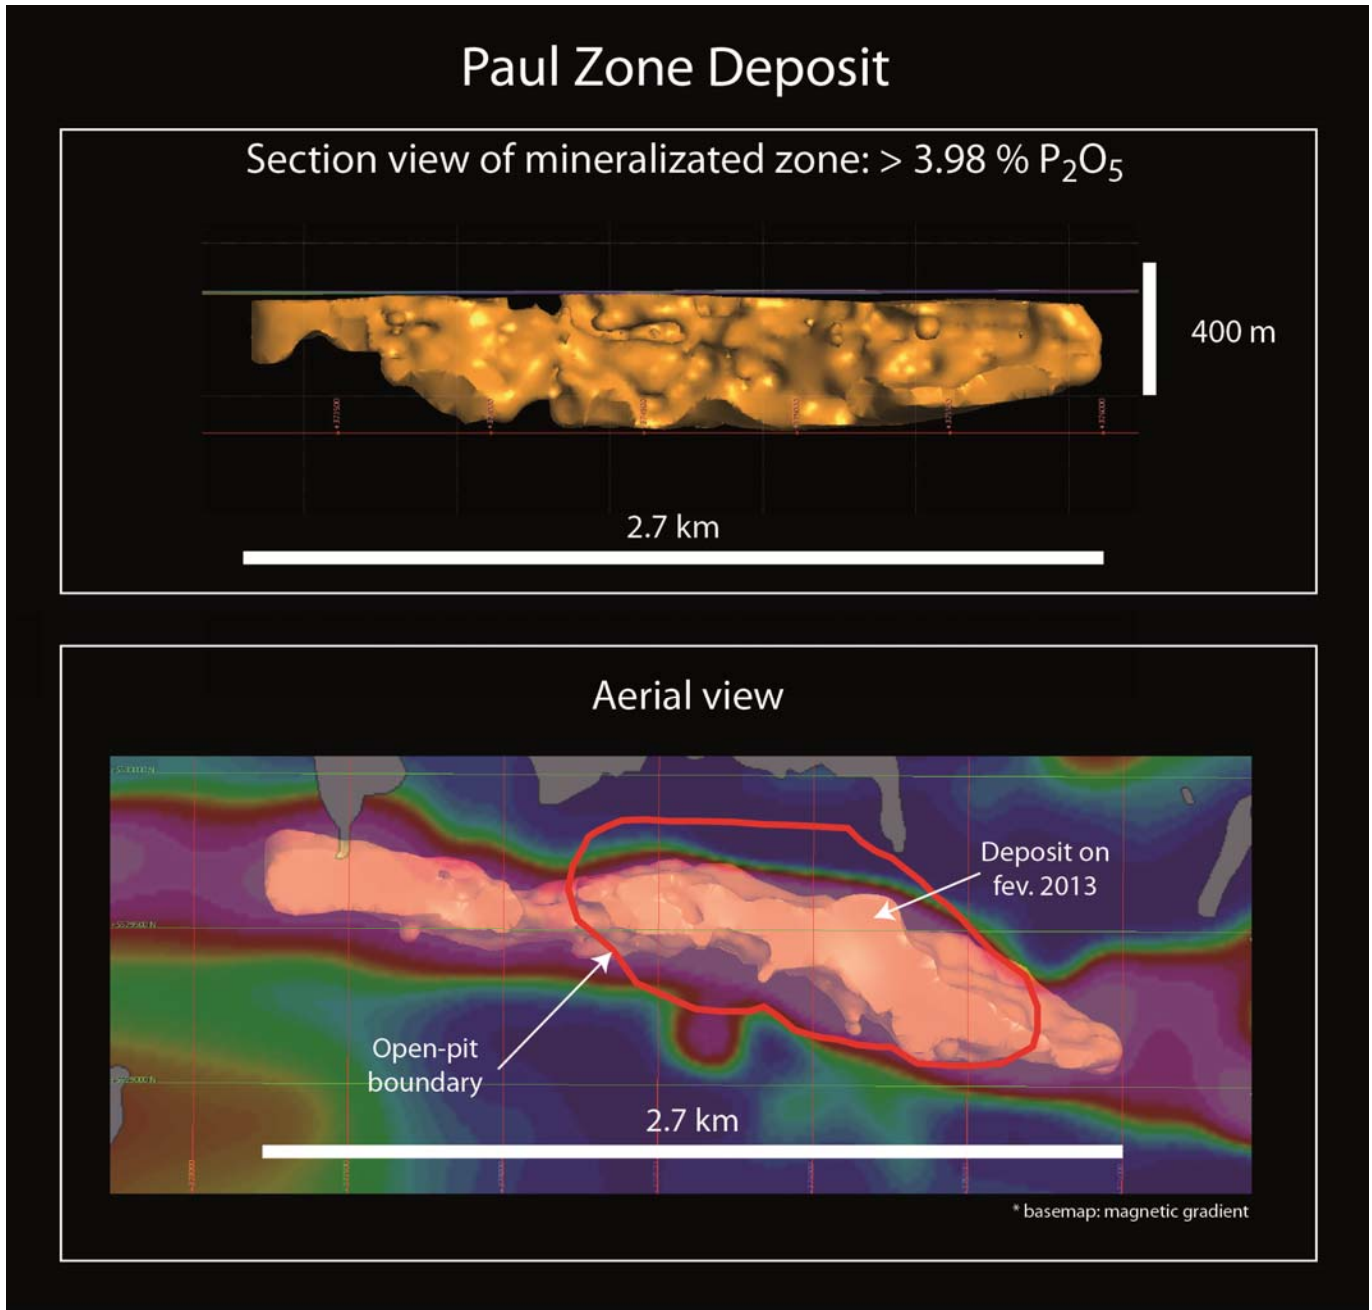 Paul Zone Deposit
Section view of mineralizated zone: > 3.98 % P₂O₅
400 m
2.7 km
Aerial view
Deposit on
fev. 2013
Open-pit
boundary
2.7 km
* basemap: magnetic gradient